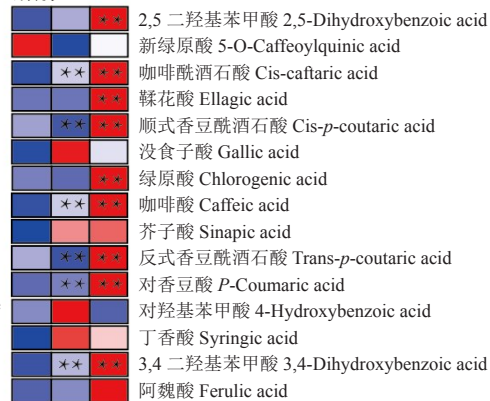 ** 2,5 二羟基苯甲酸 2,5-Dihydroxybenzoic acid
新绿原酸 5-O-Caffeoylquinic acid
** ** 咖啡酰酒石酸 Cis-caftaric acid
** 鞣花酸 Ellagic acid
** ** 顺式香豆酰酒石酸 Cis-p-coutaric acid
没食子酸 Gallic acid
** 绿原酸 Chlorogenic acid
** ** 咖啡酸 Caffeic acid
芥子酸 Sinapic acid
** ** 反式香豆酰酒石酸 Trans-p-coutaric acid
** ** 对香豆酸 P-Coumaric acid
对羟基苯甲酸 4-Hydroxybenzoic acid
丁香酸 Syringic acid
** ** 3,4 二羟基苯甲酸 3,4-Dihydroxybenzoic acid
阿魏酸 Ferulic acid